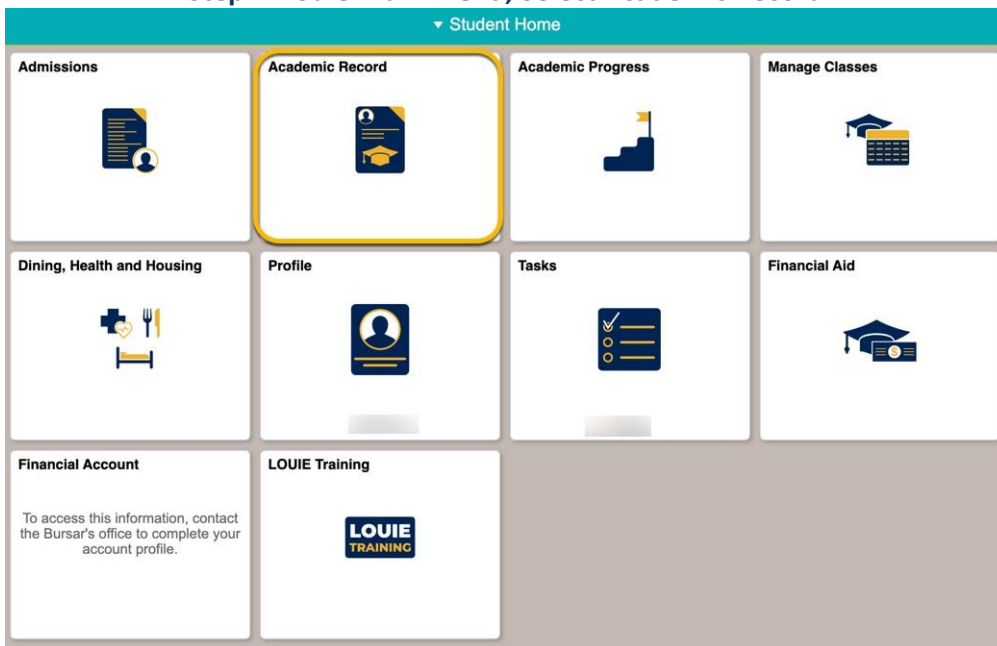 ▾ Student Home
Admissions
Academic Record
Academic Progress
Manage Classes
Dining, Health and Housing
Profile
Tasks
Financial Aid
$
Financial Account
LOUIE Training
To access this information, contact
the Bursar's office to complete your
account profile.
LOUIE
TRAINING